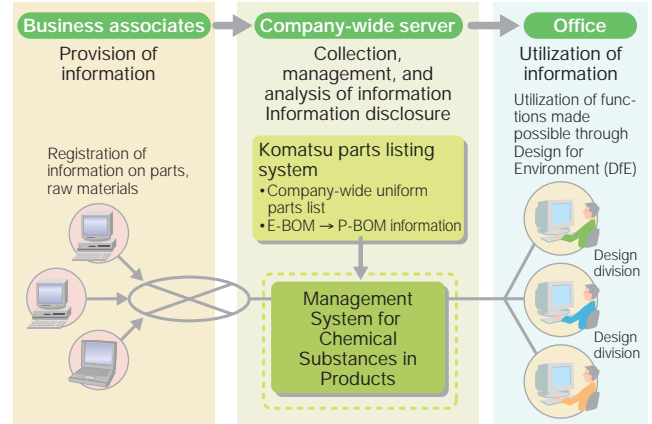 Business associates
Provision of
information
Registration of
information on parts,
raw materials
Company-wide server
Collection,
management, and
analysis of information
Information disclosure
Komatsu parts listing
system
•Company-wide uniform
parts list
•E-BOM → P-BOM information
Management
System for
Chemical
Substances in
Products
Office
Utilization of
information
Utilization of func-
tions made
possible through
Design for
Environment (DfE)
Design
division
Design
division